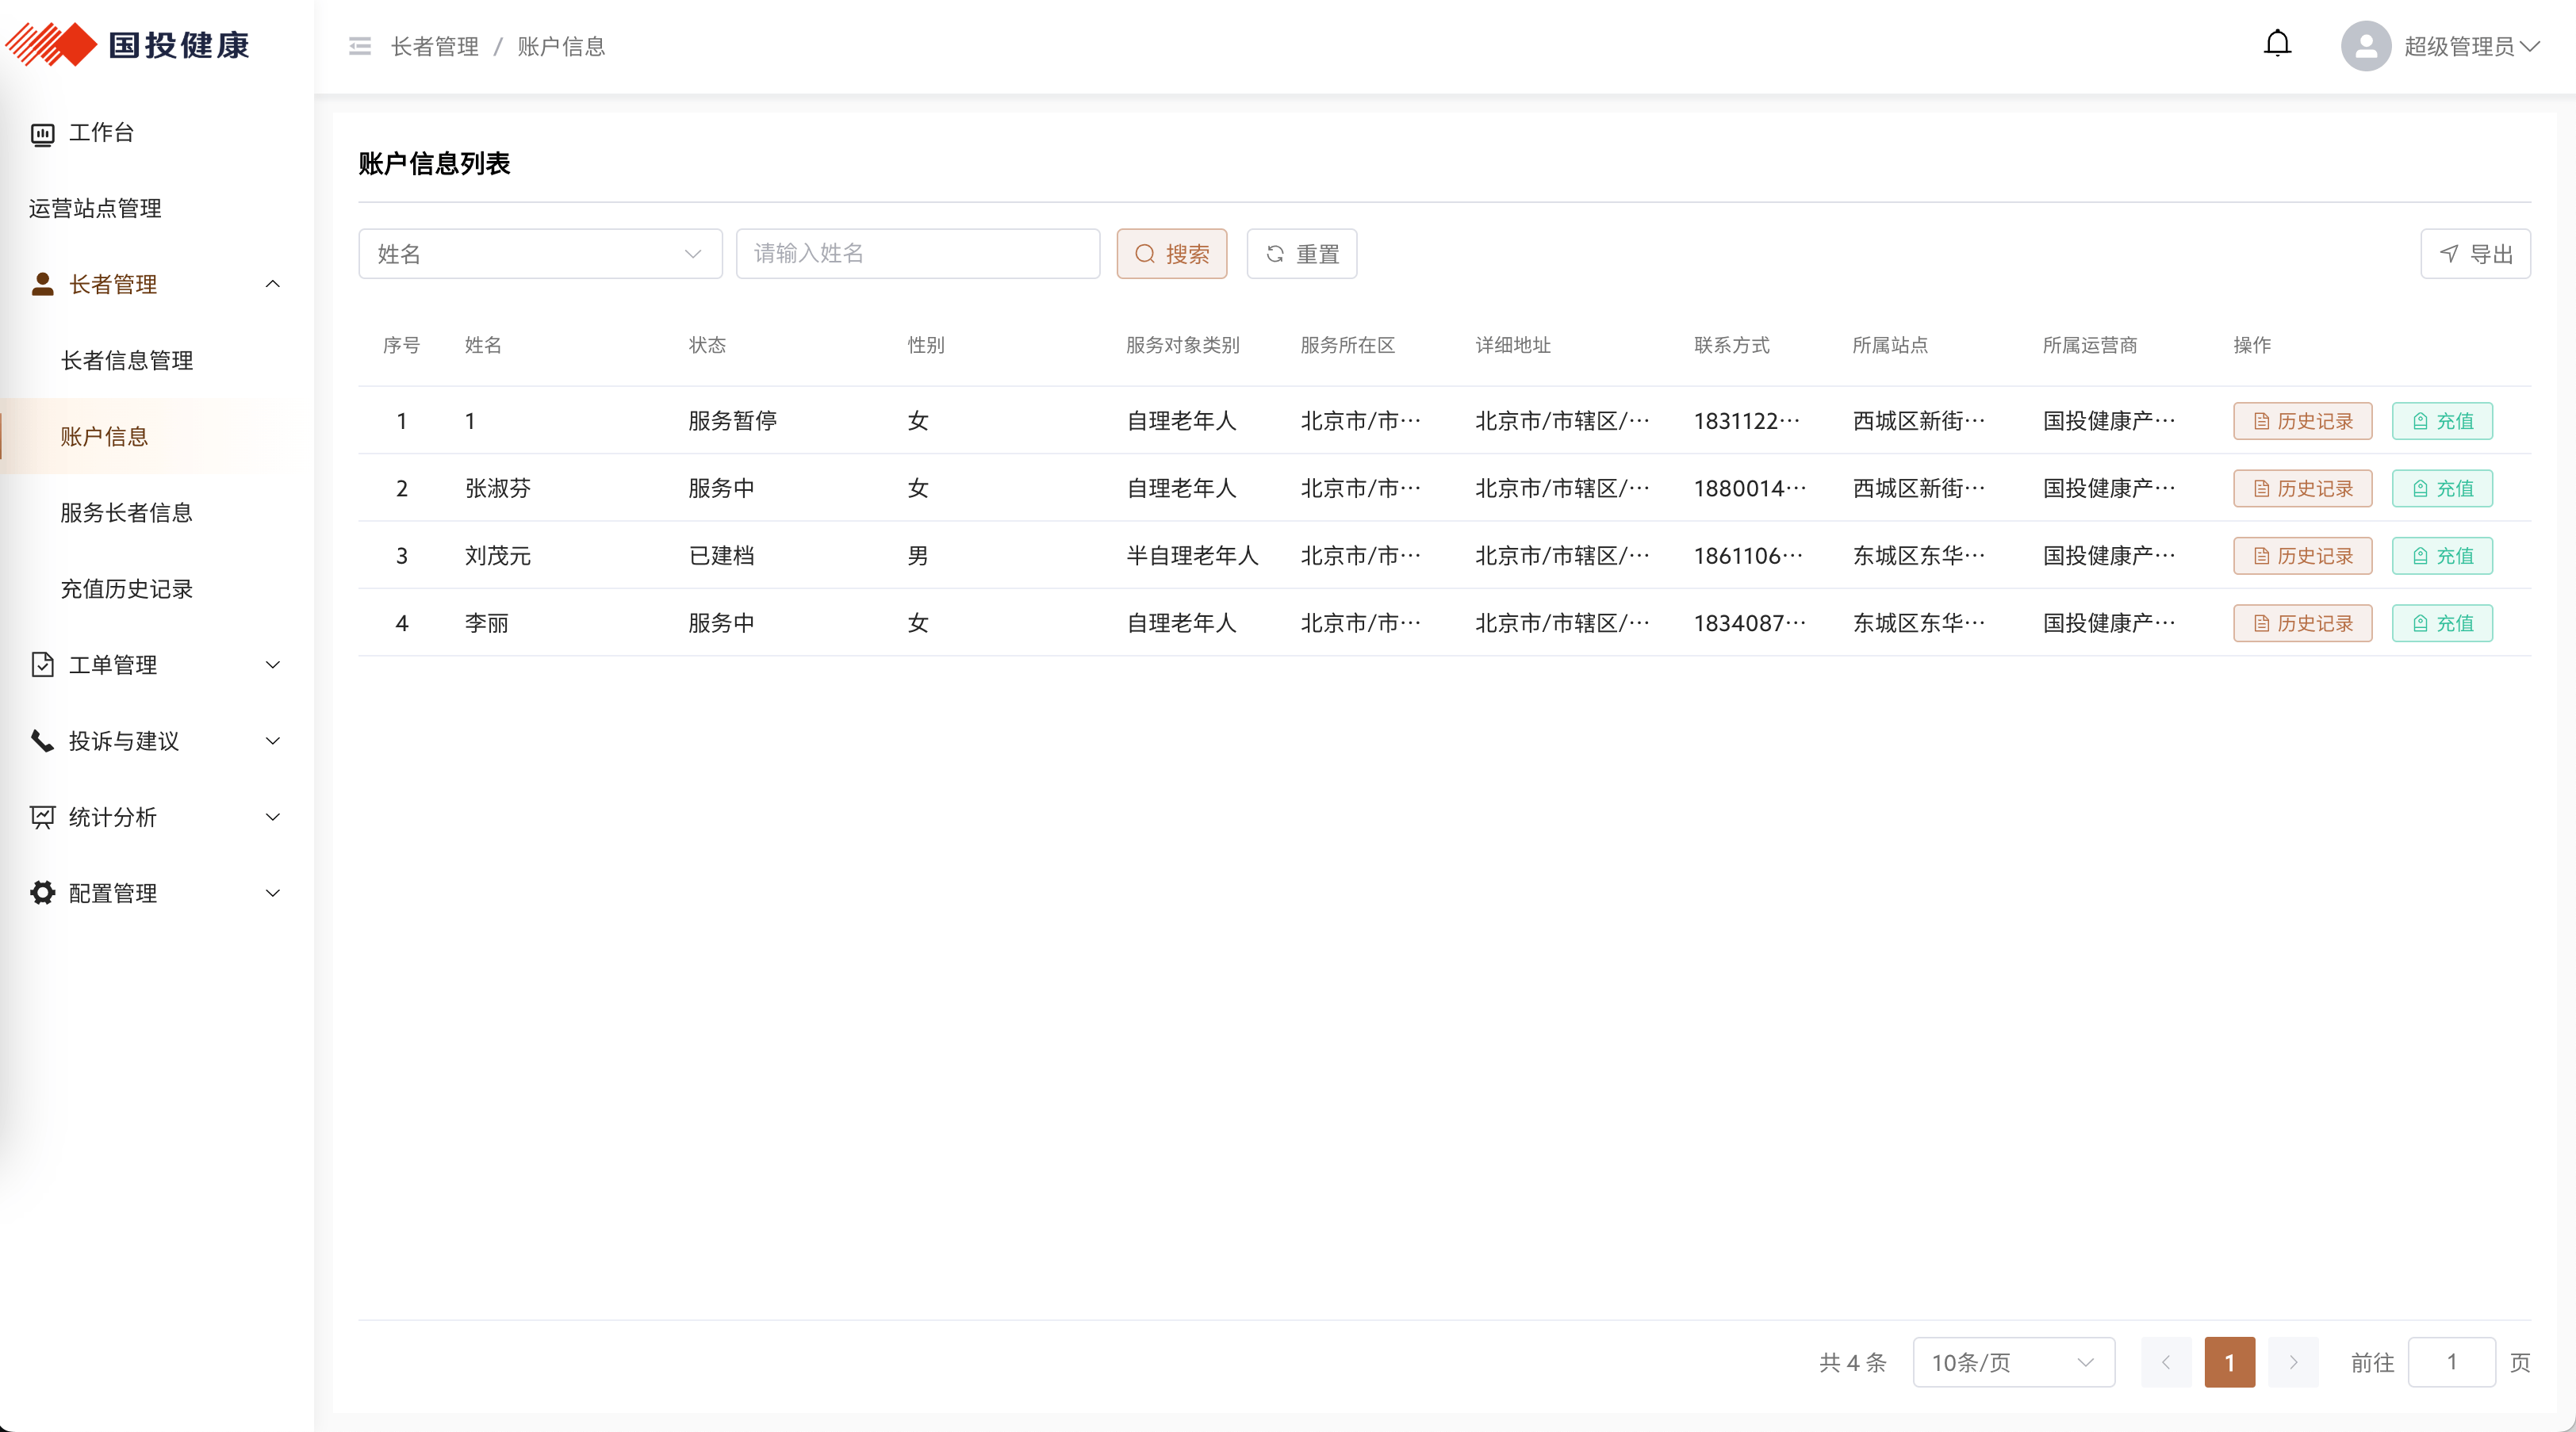 国投健康
长者管理 / 账户信息
超级管理员
工作台
运营站点管理
长者管理
长者信息管理
账户信息
服务长者信息
充值历史记录
工单管理
投诉与建议
统计分析
配置管理
账户信息列表
姓名 请输入姓名 搜索 重置 导出
序号 姓名 状态 性别 服务对象类别 服务所在区 详细地址 联系方式 所属站点 所属运营商 操作
1 1 服务暂停 女 自理老年人 北京市/市… 北京市/市辖区/… 1831122… 西城区新街… 国投健康产… 历史记录 充值
2 张淑芬 服务中 女 自理老年人 北京市/市… 北京市/市辖区/… 1880014… 西城区新街… 国投健康产… 历史记录 充值
3 刘茂元 已建档 男 半自理老年人 北京市/市… 北京市/市辖区/… 1861106… 东城区东华… 国投健康产… 历史记录 充值
4 李丽 服务中 女 自理老年人 北京市/市… 北京市/市辖区/… 1834087… 东城区东华… 国投健康产… 历史记录 充值
共 4 条 10条/页 1 前往 1 页